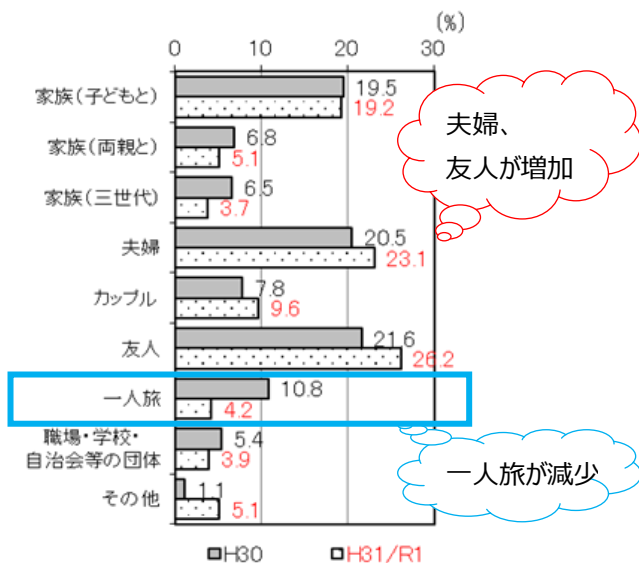 (%)
0 10 20 30
家族(子どもと) 19.5
19.2
家族(両親と) 6.8
5.1
家族(三世代) 6.5
3.7
夫婦 20.5
23.1
カップル 7.8
9.6
友人 21.6
26.2
一人旅 10.8
4.2
職場・学校・
自治会等の団体 5.4
3.9
その他 1.1
5.1
H30 H31/R1
夫婦、
友人が増加
一人旅が減少